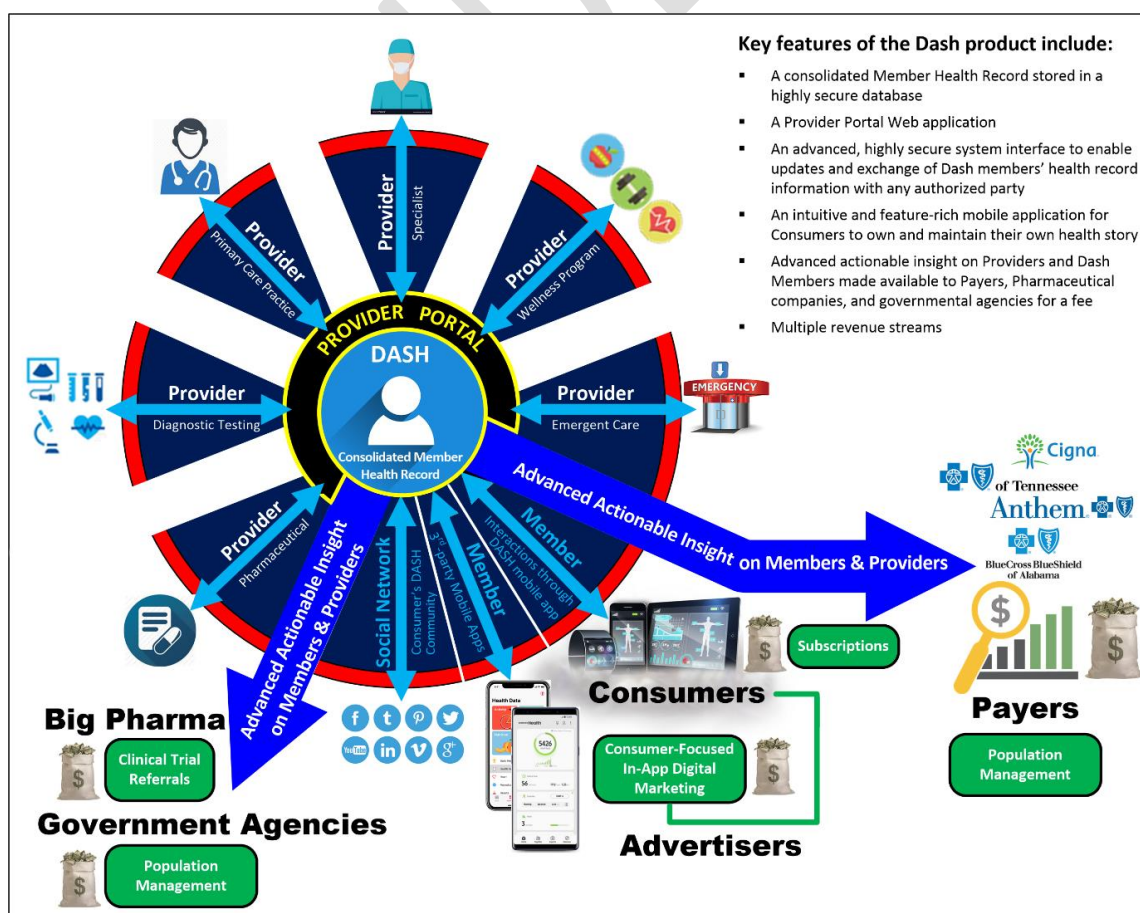 Key features of the Dash product include:
▪ A consolidated Member Health Record stored in a
highly secure database
▪ A Provider Portal Web application
▪ An advanced, highly secure system interface to enable
updates and exchange of Dash members' health record
information with any authorized party
▪ An intuitive and feature-rich mobile application for
Consumers to own and maintain their own health story
▪ Advanced actionable insight on Providers and Dash
Members made available to Payers, Pharmaceutical
companies, and governmental agencies for a fee
▪ Multiple revenue streams
Provider
Specialist
Provider
Primary Care Practice
Provider
Wellness Program
PROVIDER PORTAL
DASH
Consolidated Member
Health Record
Provider
Diagnostic Testing
Provider
Emergent Care
EMERGENCY
Provider
Pharmaceutical
Advanced Actionable Insight
on Members & Providers
Social Network
Consumer's DASH
Community
3rd-party Mobile Apps
Member
Member
Interactions through
DASH mobile app
Advanced Actionable Insight on Members & Providers
Cigna
of Tennessee
Anthem
BlueCross BlueShield
of Alabama
$
$
Payers
Population
Management
$
Subscriptions
Consumers
Consumer-Focused
In-App Digital
Marketing
$
Advertisers
Big Pharma
$
Clinical Trial
Referrals
Government Agencies
$
Population
Management
f t P
You Tube in V g+
Health Data
Health
5426
56
3